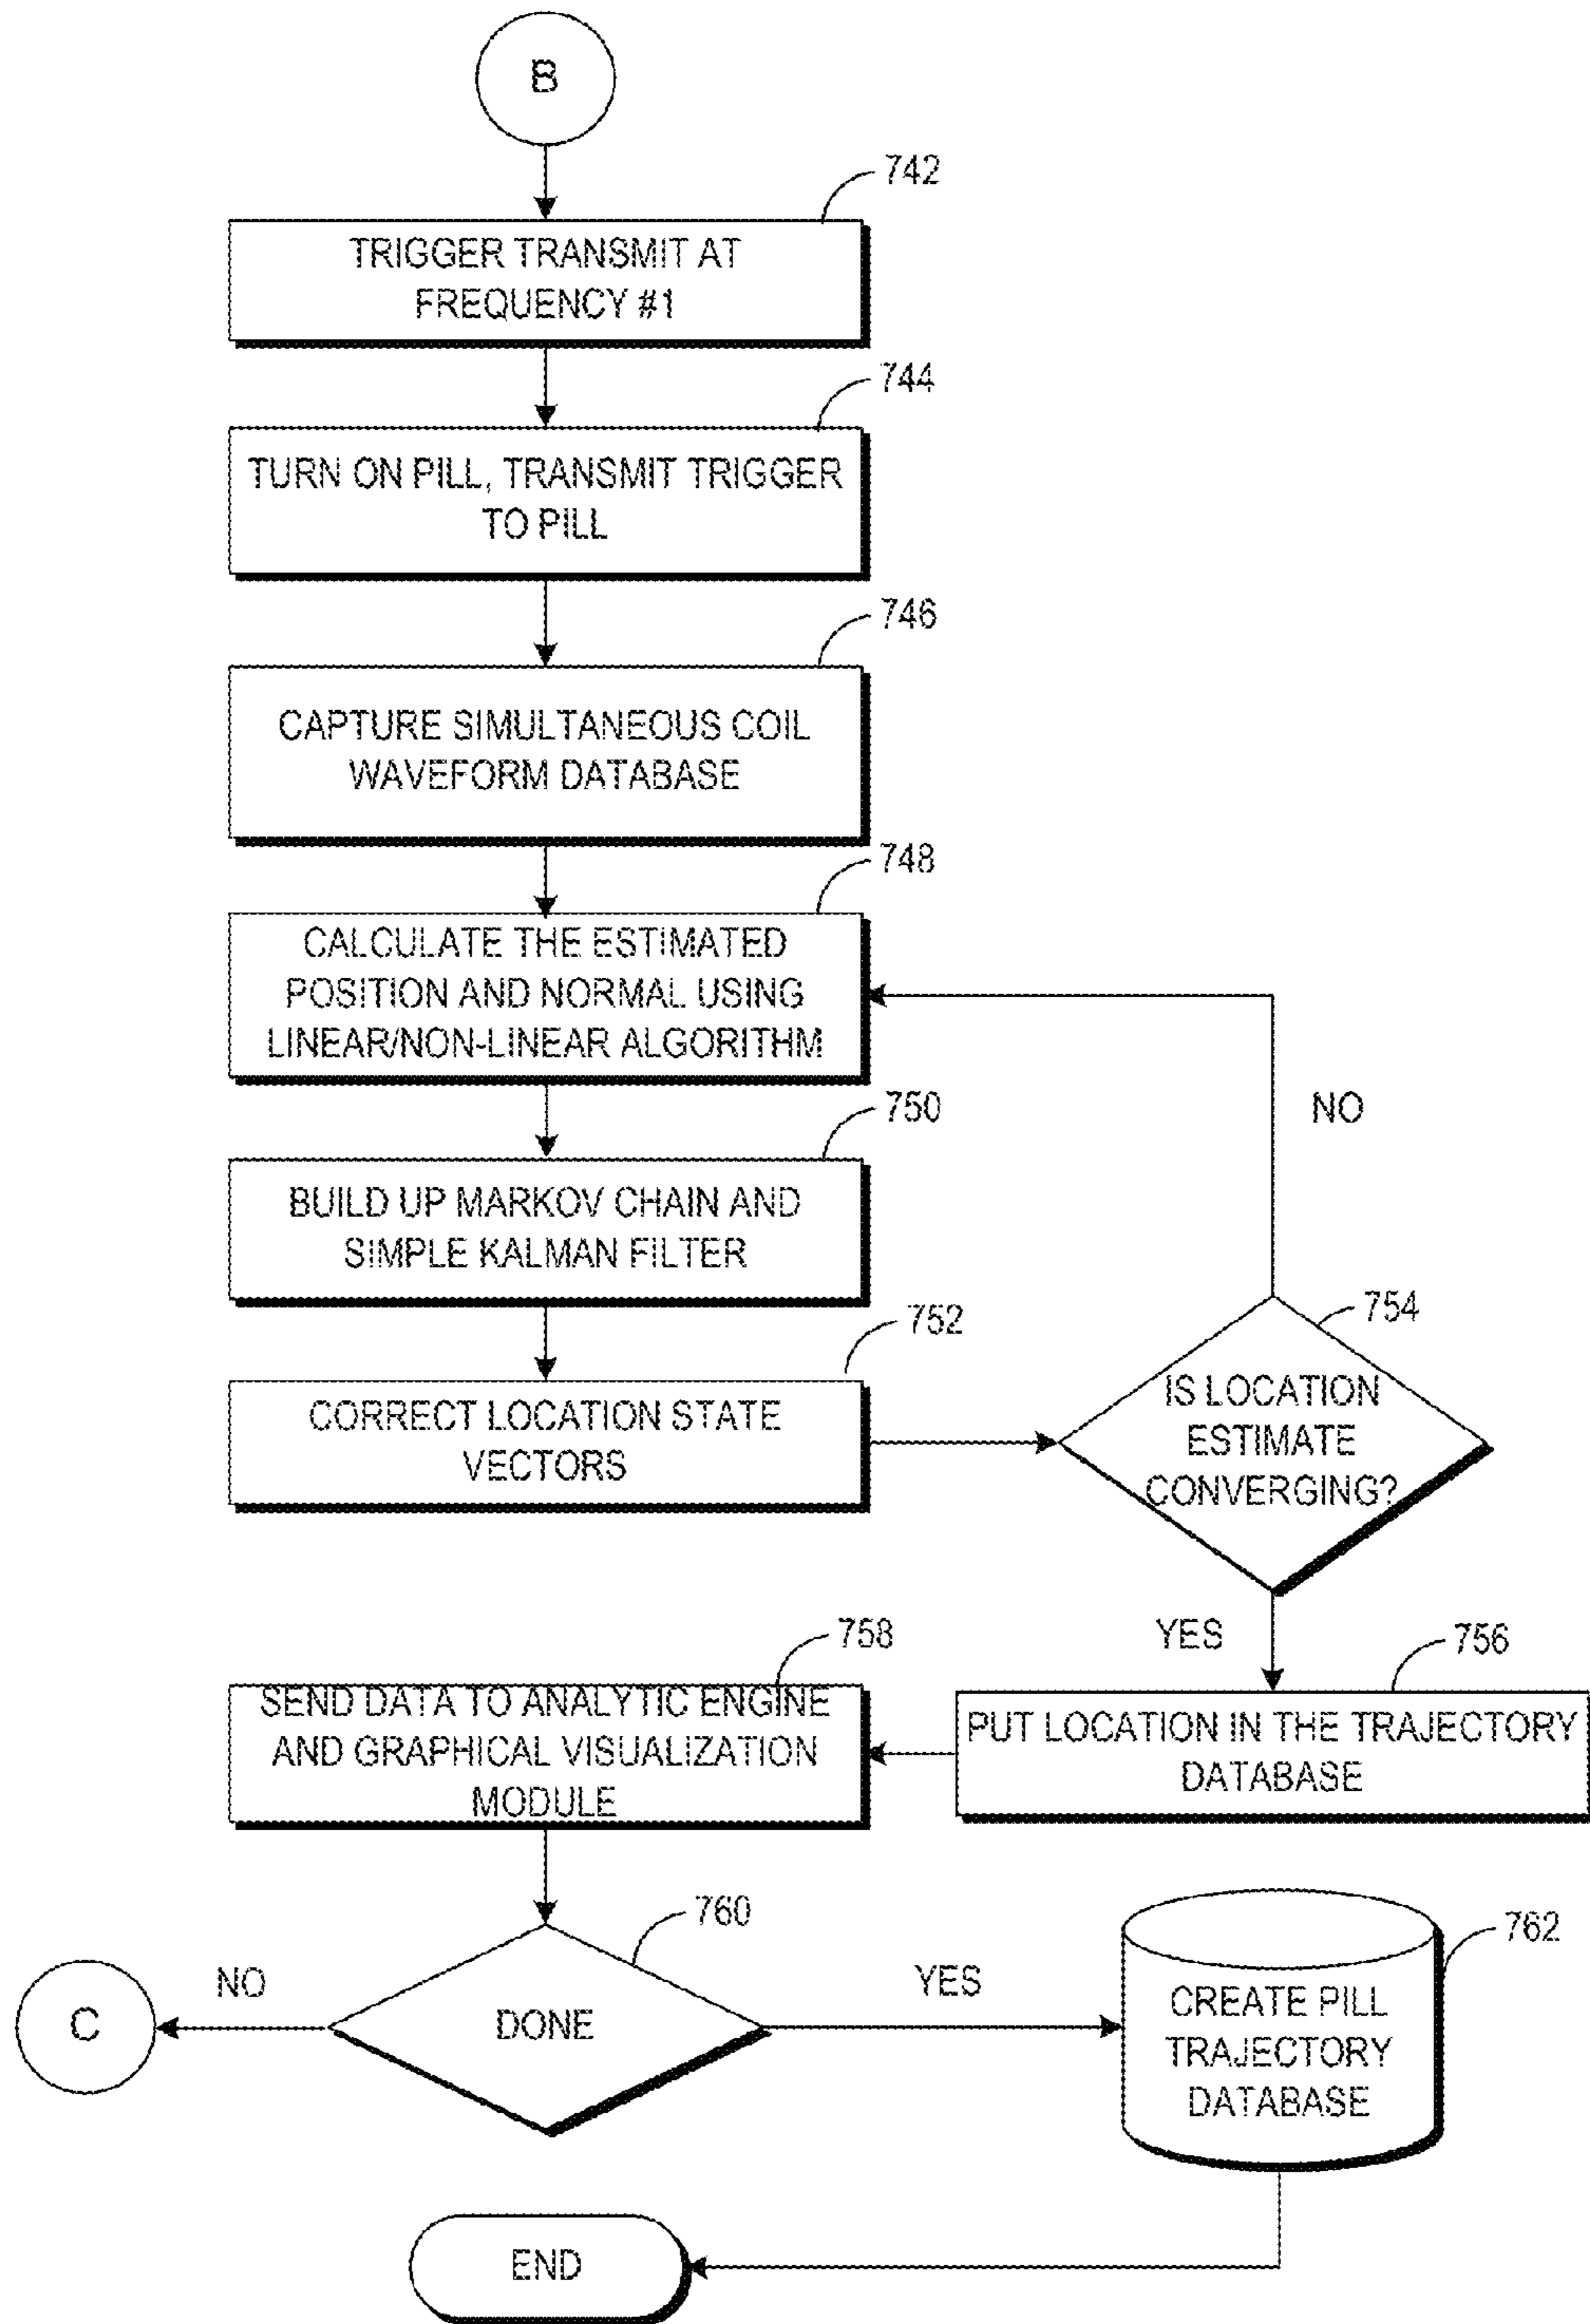 B
742
TRIGGER TRANSMIT AT
FREQUENCY #1
744
TURN ON PILL, TRANSMIT TRIGGER
TO PILL
746
CAPTURE SIMULTANEOUS COIL
WAVEFORM DATABASE
748
CALCULATE THE ESTIMATED
POSITION AND NORMAL USING
LINEAR/NON-LINEAR ALGORITHM
750
NO
BUILD UP MARKOV CHAIN AND
SIMPLE KALMAN FILTER
752
CORRECT LOCATION STATE
VECTORS
754
IS LOCATION
ESTIMATE
CONVERGING?
YES
756
PUT LOCATION IN THE TRAJECTORY
DATABASE
758
SEND DATA TO ANALYTIC ENGINE
AND GRAPHICAL VISUALIZATION
MODULE
760
DONE
NO
C
YES
762
CREATE PILL
TRAJECTORY
DATABASE
END